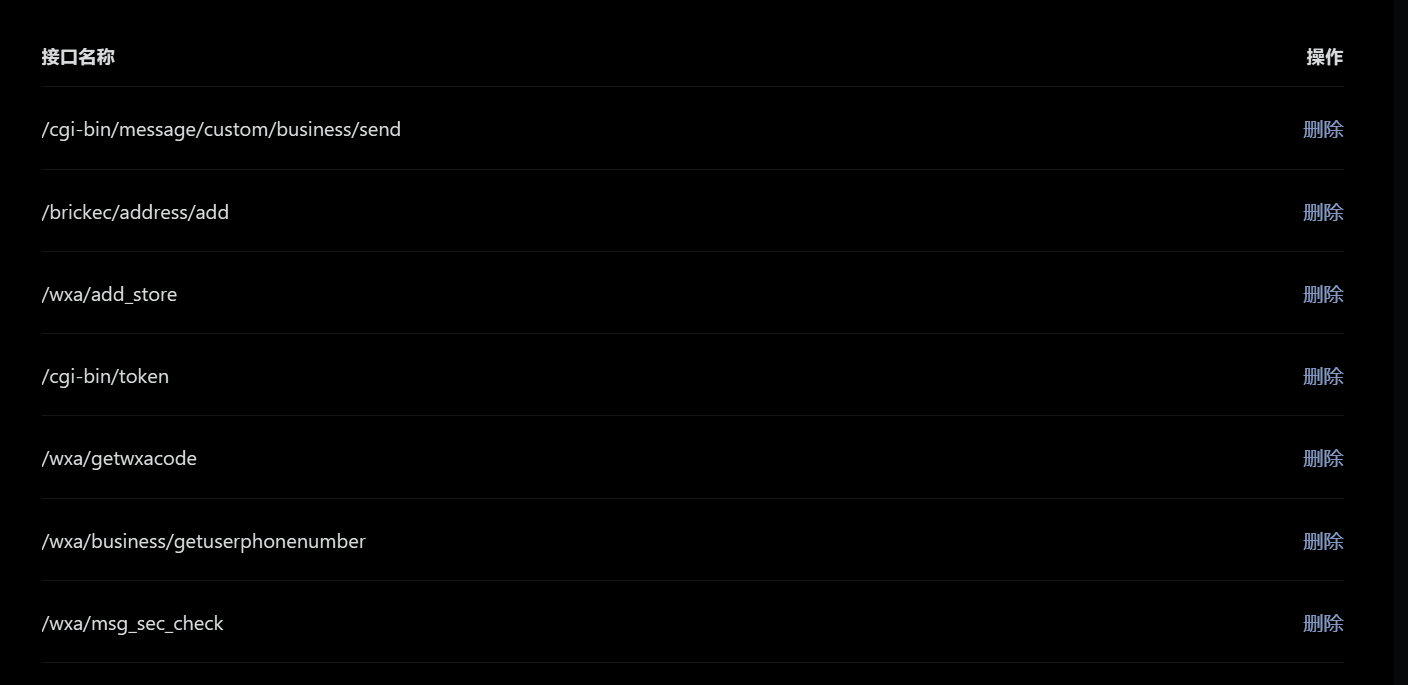 接口名称 操作
/cgi-bin/message/custom/business/send 删除
/brickec/address/add 删除
/wxa/add_store 删除
/cgi-bin/token 删除
/wxa/getwxacode 删除
/wxa/business/getuserphonenumber 删除
/wxa/msg_sec_check 删除